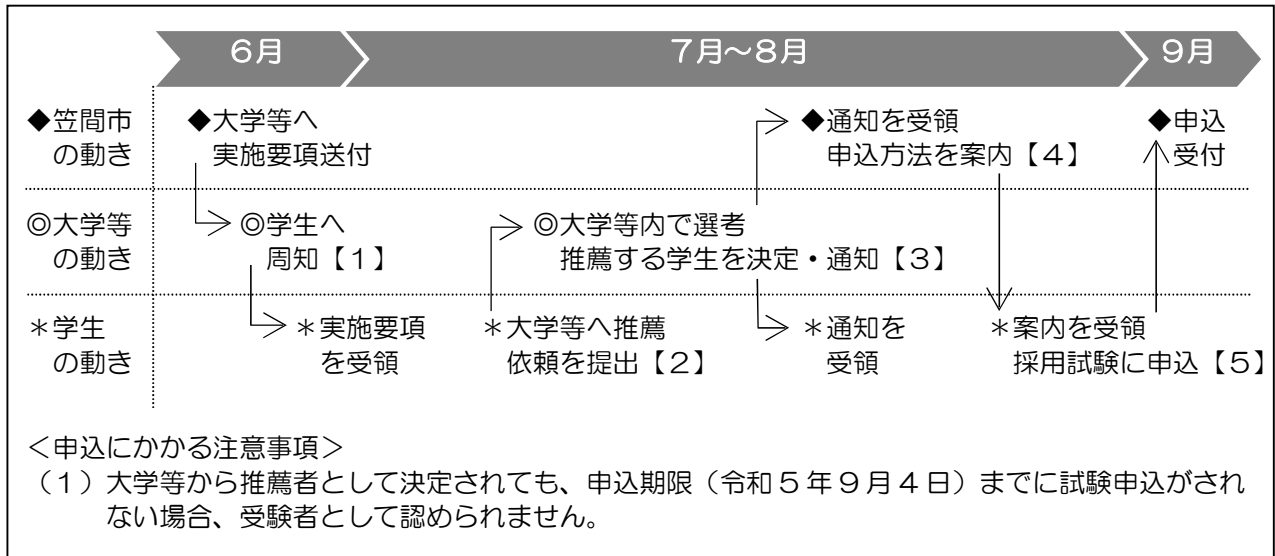 6月
7月～8月
9月
◆笠間市
の動き
◆大学等へ
実施要項送付
◆通知を受領
申込方法を案内【4】
◆申込
受付
◎大学等
の動き
◎学生へ
周知【1】
◎大学等内で選考
推薦する学生を決定・通知【3】
＊学生
の動き
＊実施要項
を受領
＊大学等へ推薦
依頼を提出【2】
＊通知を
受領
＊案内を受領
採用試験に申込【5】
＜申込にかかる注意事項＞
（1）大学等から推薦者として決定されても、申込期限（令和5年9月4日）までに試験申込がされ
ない場合、受験者として認められません。